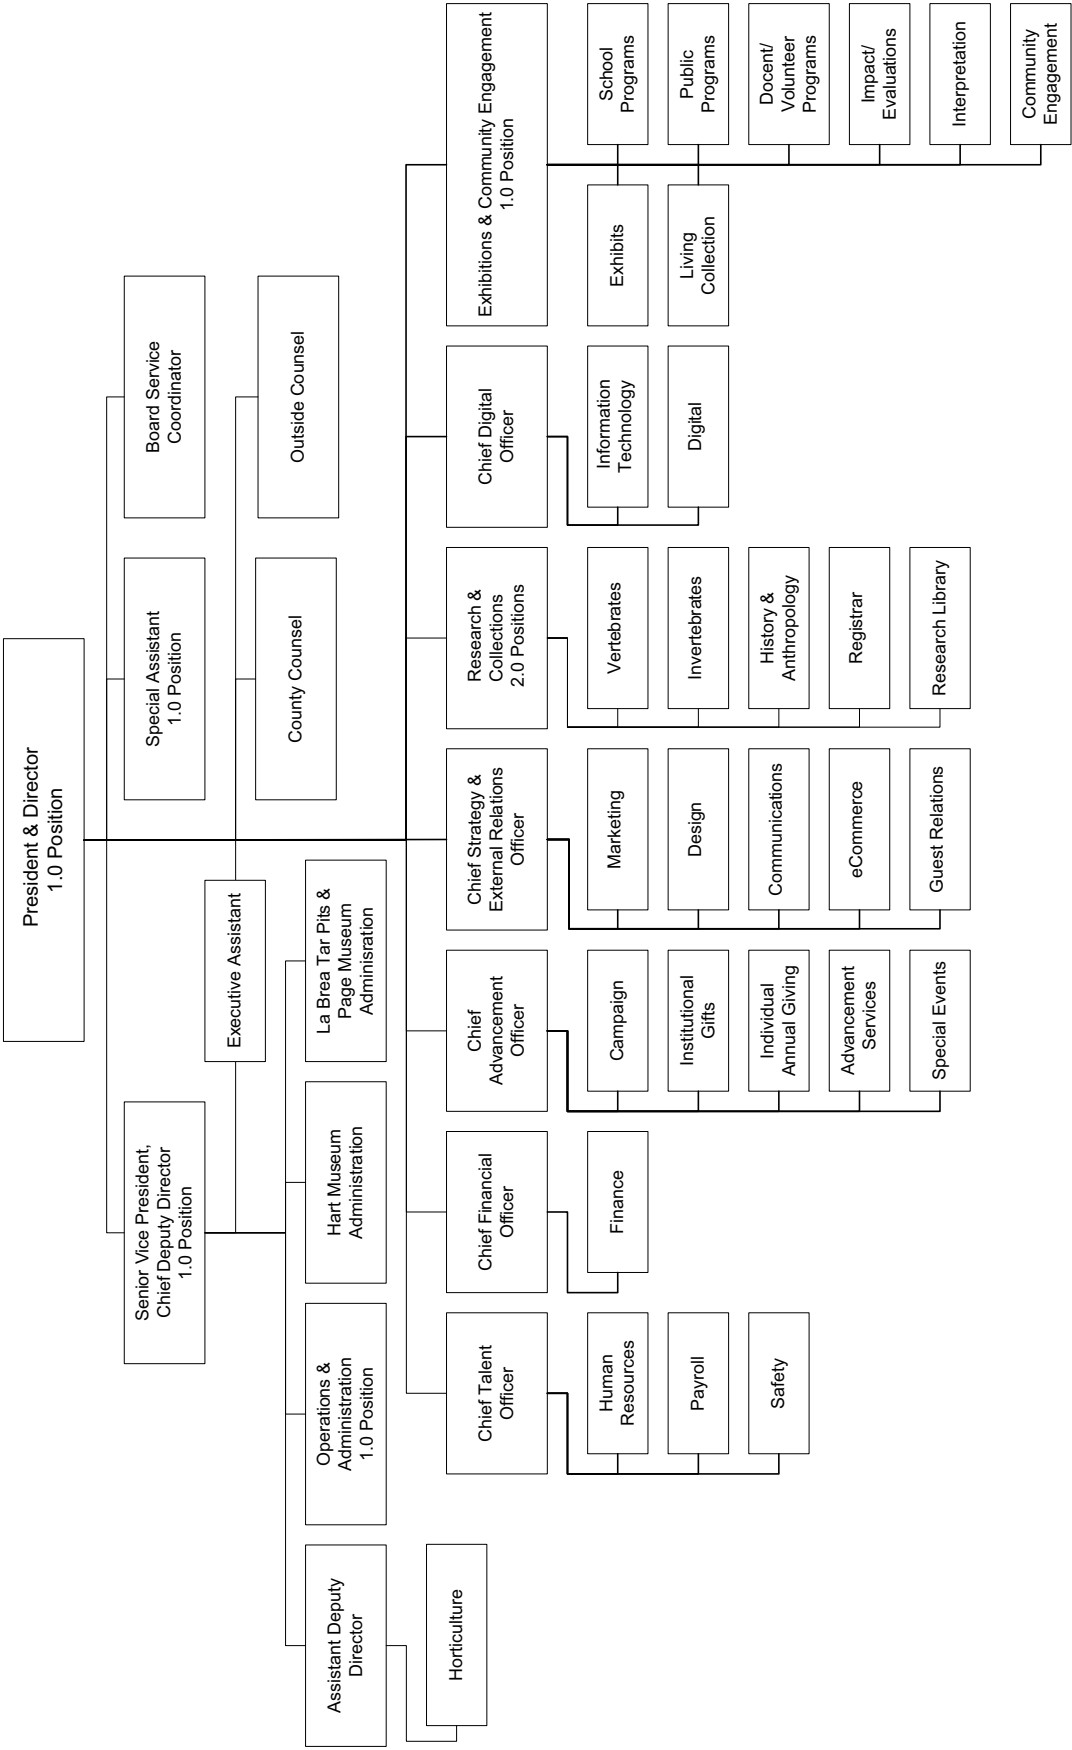 President & Director
1.0 Position
Senior Vice President,
Chief Deputy Director
1.0 Position
Special Assistant
1.0 Position
Board Service
Coordinator
Executive Assistant
County Counsel
Outside Counsel
Assistant Deputy
Director
Operations &
Administration
1.0 Position
Hart Museum
Administration
La Brea Tar Pits &
Page Museum
Adminisration
Horticulture
Chief Talent
Officer
Human
Resources
Payroll
Safety
Chief Financial
Officer
Finance
Chief
Advancement
Officer
Campaign
Institutional
Gifts
Individual
Annual Giving
Advancement
Services
Special Events
Chief Strategy &
External Relations
Officer
Marketing
Design
Communications
eCommerce
Guest Relations
Research &
Collections
2.0 Positions
Vertebrates
Invertebrates
History &
Anthropology
Registrar
Research Library
Chief Digital
Officer
Information
Technology
Digital
Exhibitions & Community Engagement
1.0 Position
Exhibits
Living
Collection
School
Programs
Public
Programs
Docent/
Volunteer
Programs
Impact/
Evaluations
Interpretation
Community
Engagement